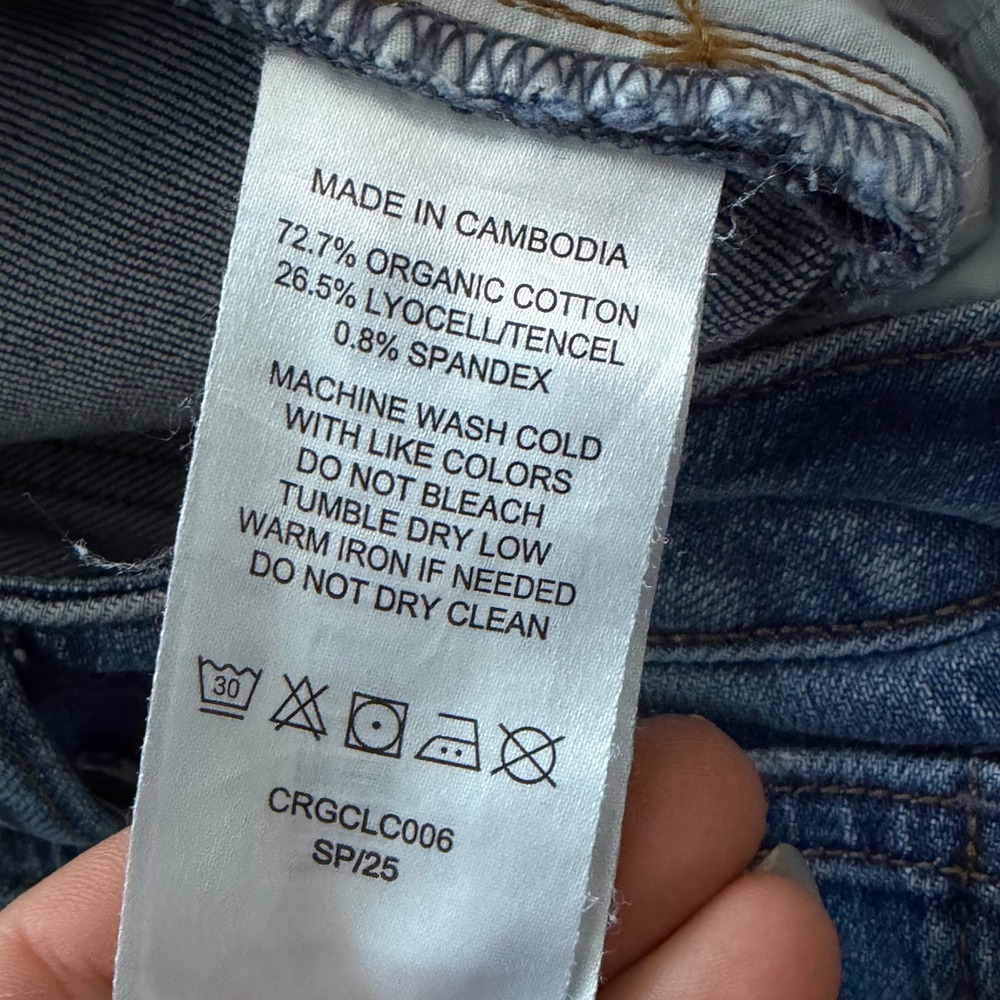 MADE IN CAMBODIA
72.7% ORGANIC COTTON
26.5% LYOCELL/TENCEL
0.8% SPANDEX
MACHINE WASH COLD
WITH LIKE COLORS
DO NOT BLEACH
TUMBLE DRY LOW
WARM IRON IF NEEDED
DO NOT DRY CLEAN
30
CRGCLC006
SP/25